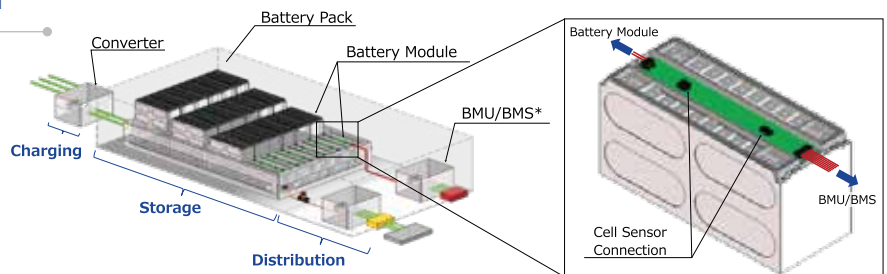 Battery Pack
Converter
Battery Module
BMU/BMS*
Charging
Storage
Distribution
Battery Module
BMU/BMS
Cell Sensor
Connection